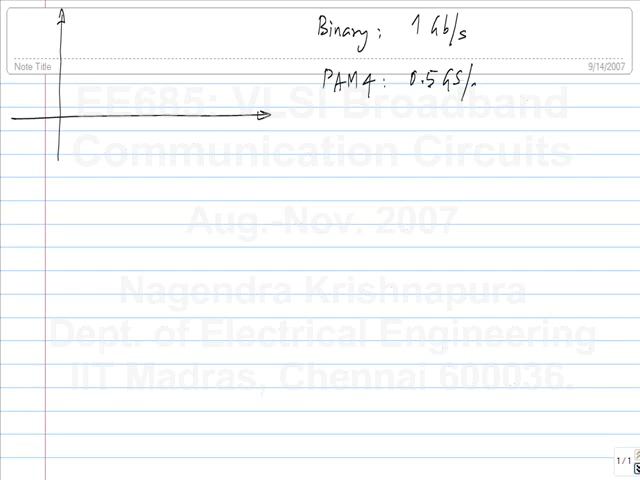 Binary: 1 Gb/s
Note Title
9/14/2007
PAM4: 0.5 GS/s
EE685: VLSI Broadband
Communication Circuits
Aug.-Nov. 2007
Nagendra Krishnapura
Dept. of Electrical Engineering
IIT Madras, Chennai 600036.
1/1